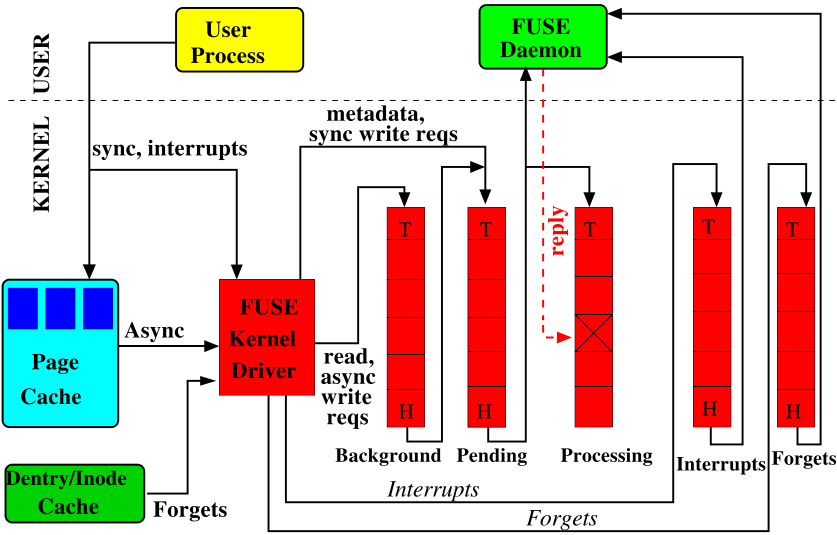 User
Process
FUSE
Daemon
USER
KERNEL
metadata,
sync write reqs
sync, interrupts
reply
T
T
T
T
T
FUSE
Kernel
Driver
Async
Page
Cache
read,
async
write
reqs
H
H
H
H
Background
Pending
Processing
Interrupts
Forgets
Dentry/Inode
Cache
Forgets
Interrupts
Forgets